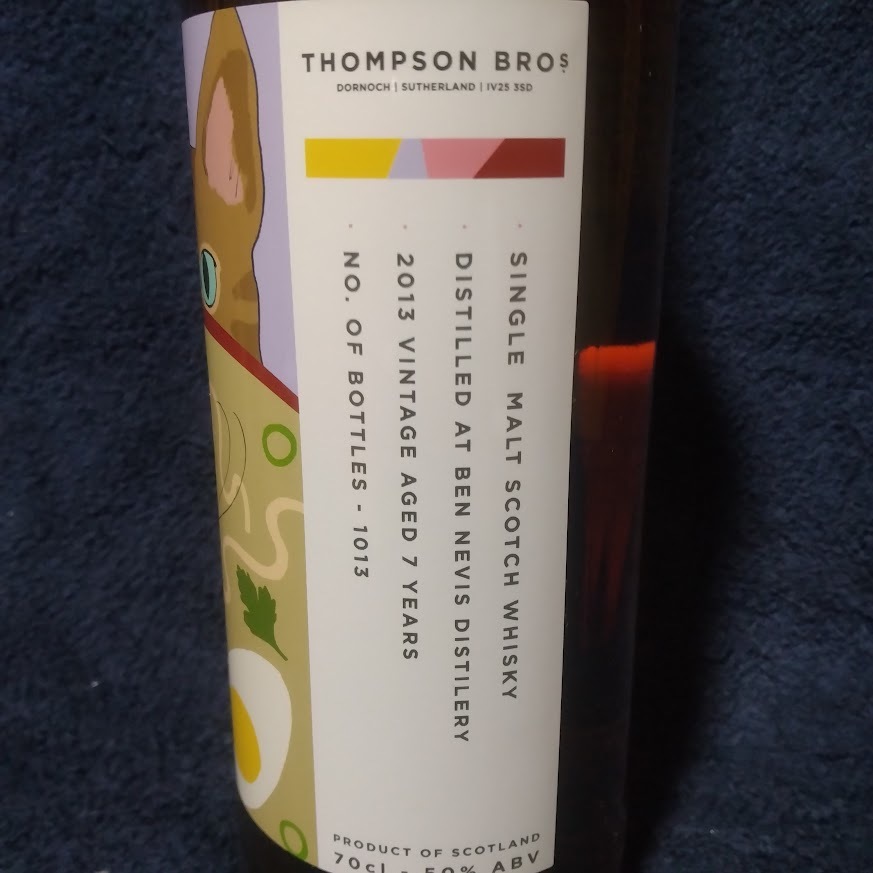 THOMPSON BROS
DORNOCH | SUTHERLAND | IV25 3SD
· SINGLE MALT SCOTCH WHISKY
· DISTILLED AT BEN NEVIS DISTILERY
· 2013 VINTAGE AGED 7 YEARS
· NO. OF BOTTLES - 1013
PRODUCT OF SCOTLAND
70cl - 50% ABV